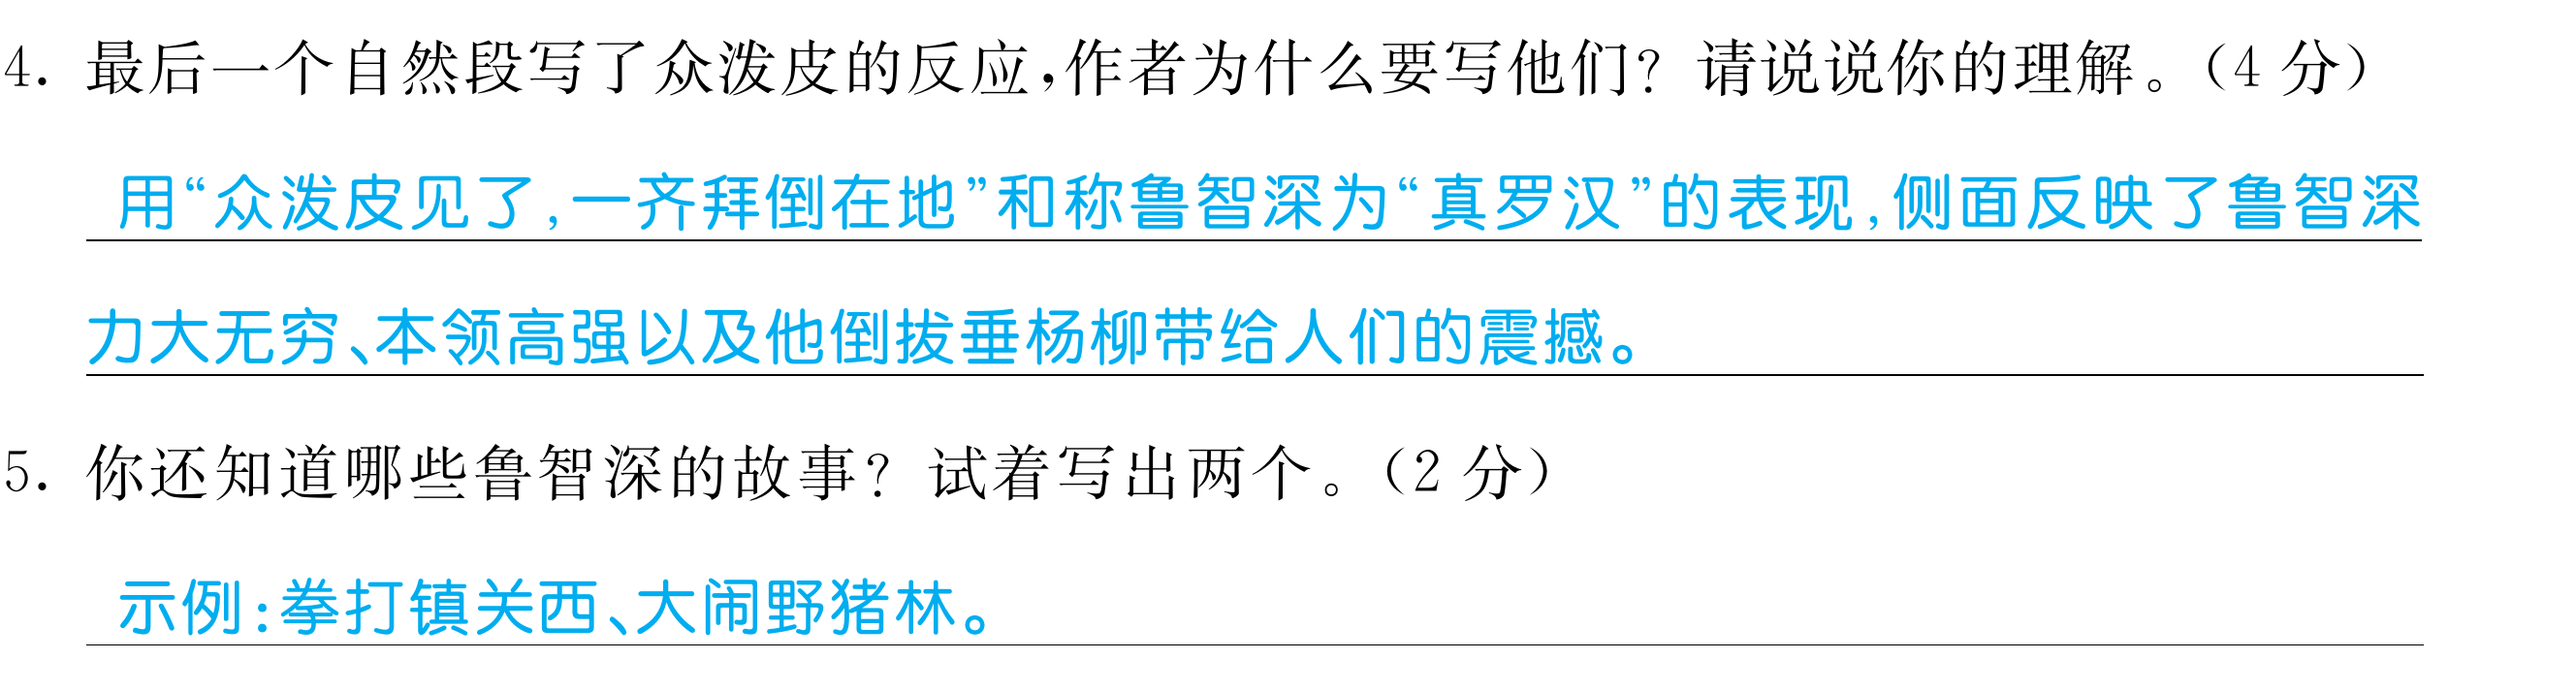 4. 最后一个自然段写了众泼皮的反应,作者为什么要写他们? 请说说你的理解。(4 分)
用“众泼皮见了,一齐拜倒在地”和称鲁智深为“真罗汉”的表现,侧面反映了鲁智深
力大无穷、本领高强以及他倒拔垂杨柳带给人们的震撼。
5. 你还知道哪些鲁智深的故事? 试着写出两个。(2 分)
示例:拳打镇关西、大闹野猪林。